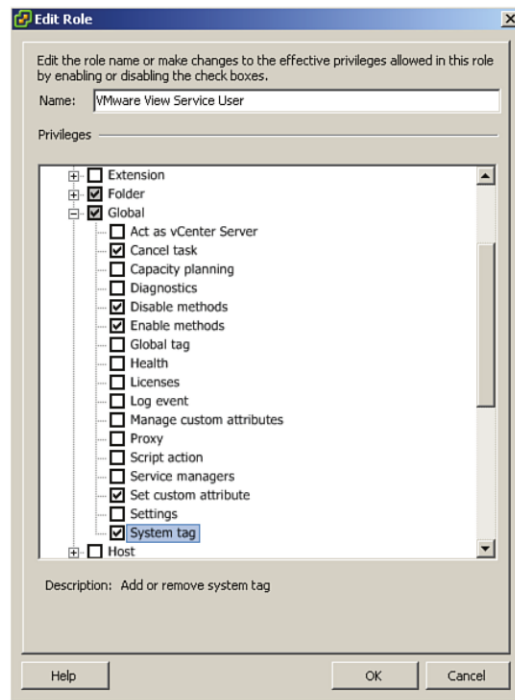 Edit Role
Edit the role name or make changes to the effective privileges allowed in this role
by enabling or disabling the check boxes.
Name: VMware View Service User
Privileges
Extension
Folder
Global
Act as vCenter Server
Cancel task
Capacity planning
Diagnostics
Disable methods
Enable methods
Global tag
Health
Licenses
Log event
Manage custom attributes
Proxy
Script action
Service managers
Set custom attribute
Settings
System tag
Host
Description: Add or remove system tag
Help OK Cancel